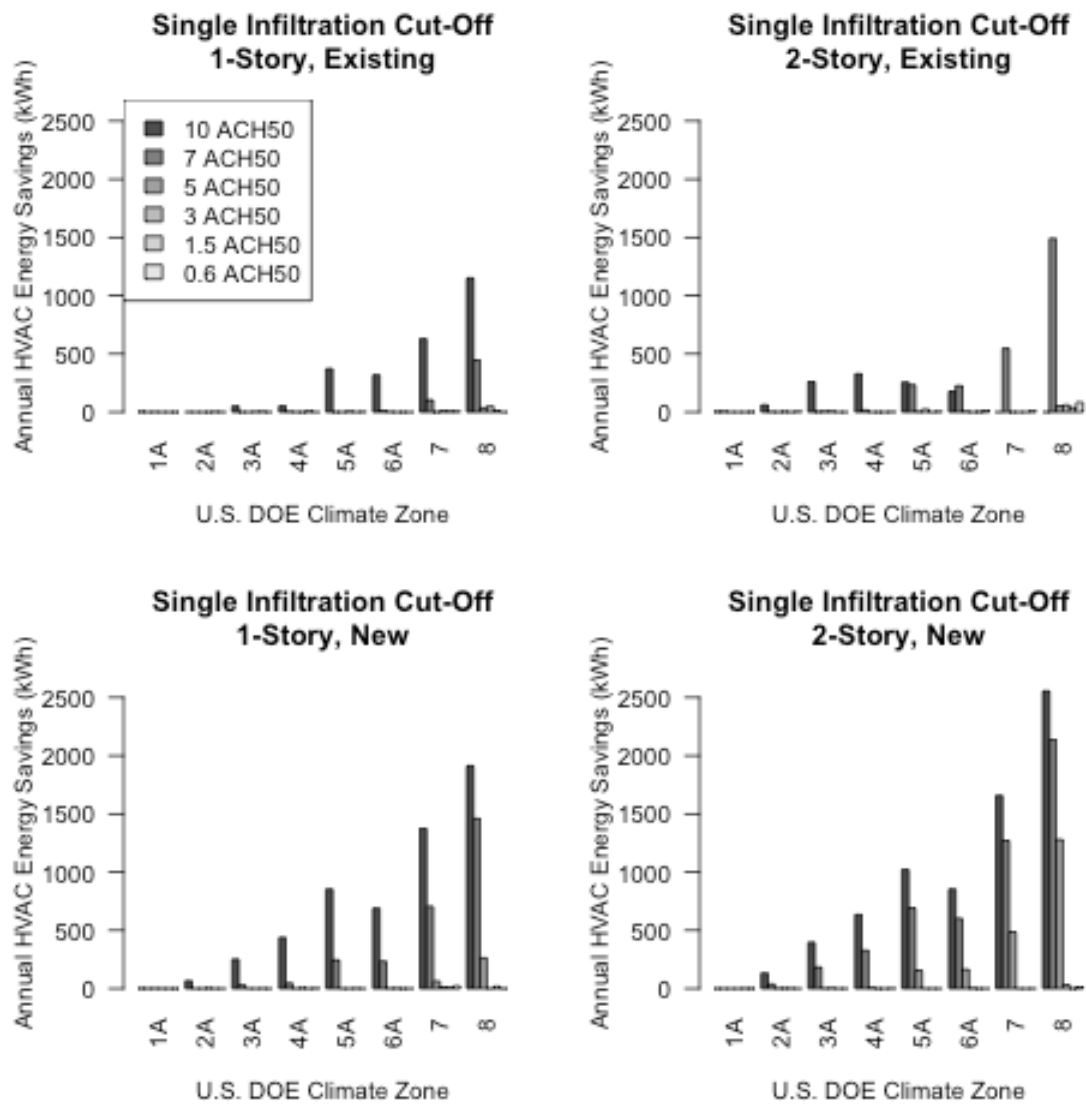 Single Infiltration Cut-Off
1-Story, Existing
Annual HVAC Energy Savings (kWh)
2500
2000
1500
1000
500
0
10 ACH50
7 ACH50
5 ACH50
3 ACH50
1.5 ACH50
0.6 ACH50
1A
2A
3A
4A
5A
6A
7
8
U.S. DOE Climate Zone
Single Infiltration Cut-Off
2-Story, Existing
Annual HVAC Energy Savings (kWh)
2500
2000
1500
1000
500
0
1A
2A
3A
4A
5A
6A
7
8
U.S. DOE Climate Zone
Single Infiltration Cut-Off
1-Story, New
Annual HVAC Energy Savings (kWh)
2500
2000
1500
1000
500
0
1A
2A
3A
4A
5A
6A
7
8
U.S. DOE Climate Zone
Single Infiltration Cut-Off
2-Story, New
Annual HVAC Energy Savings (kWh)
2500
2000
1500
1000
500
0
1A
2A
3A
4A
5A
6A
7
8
U.S. DOE Climate Zone